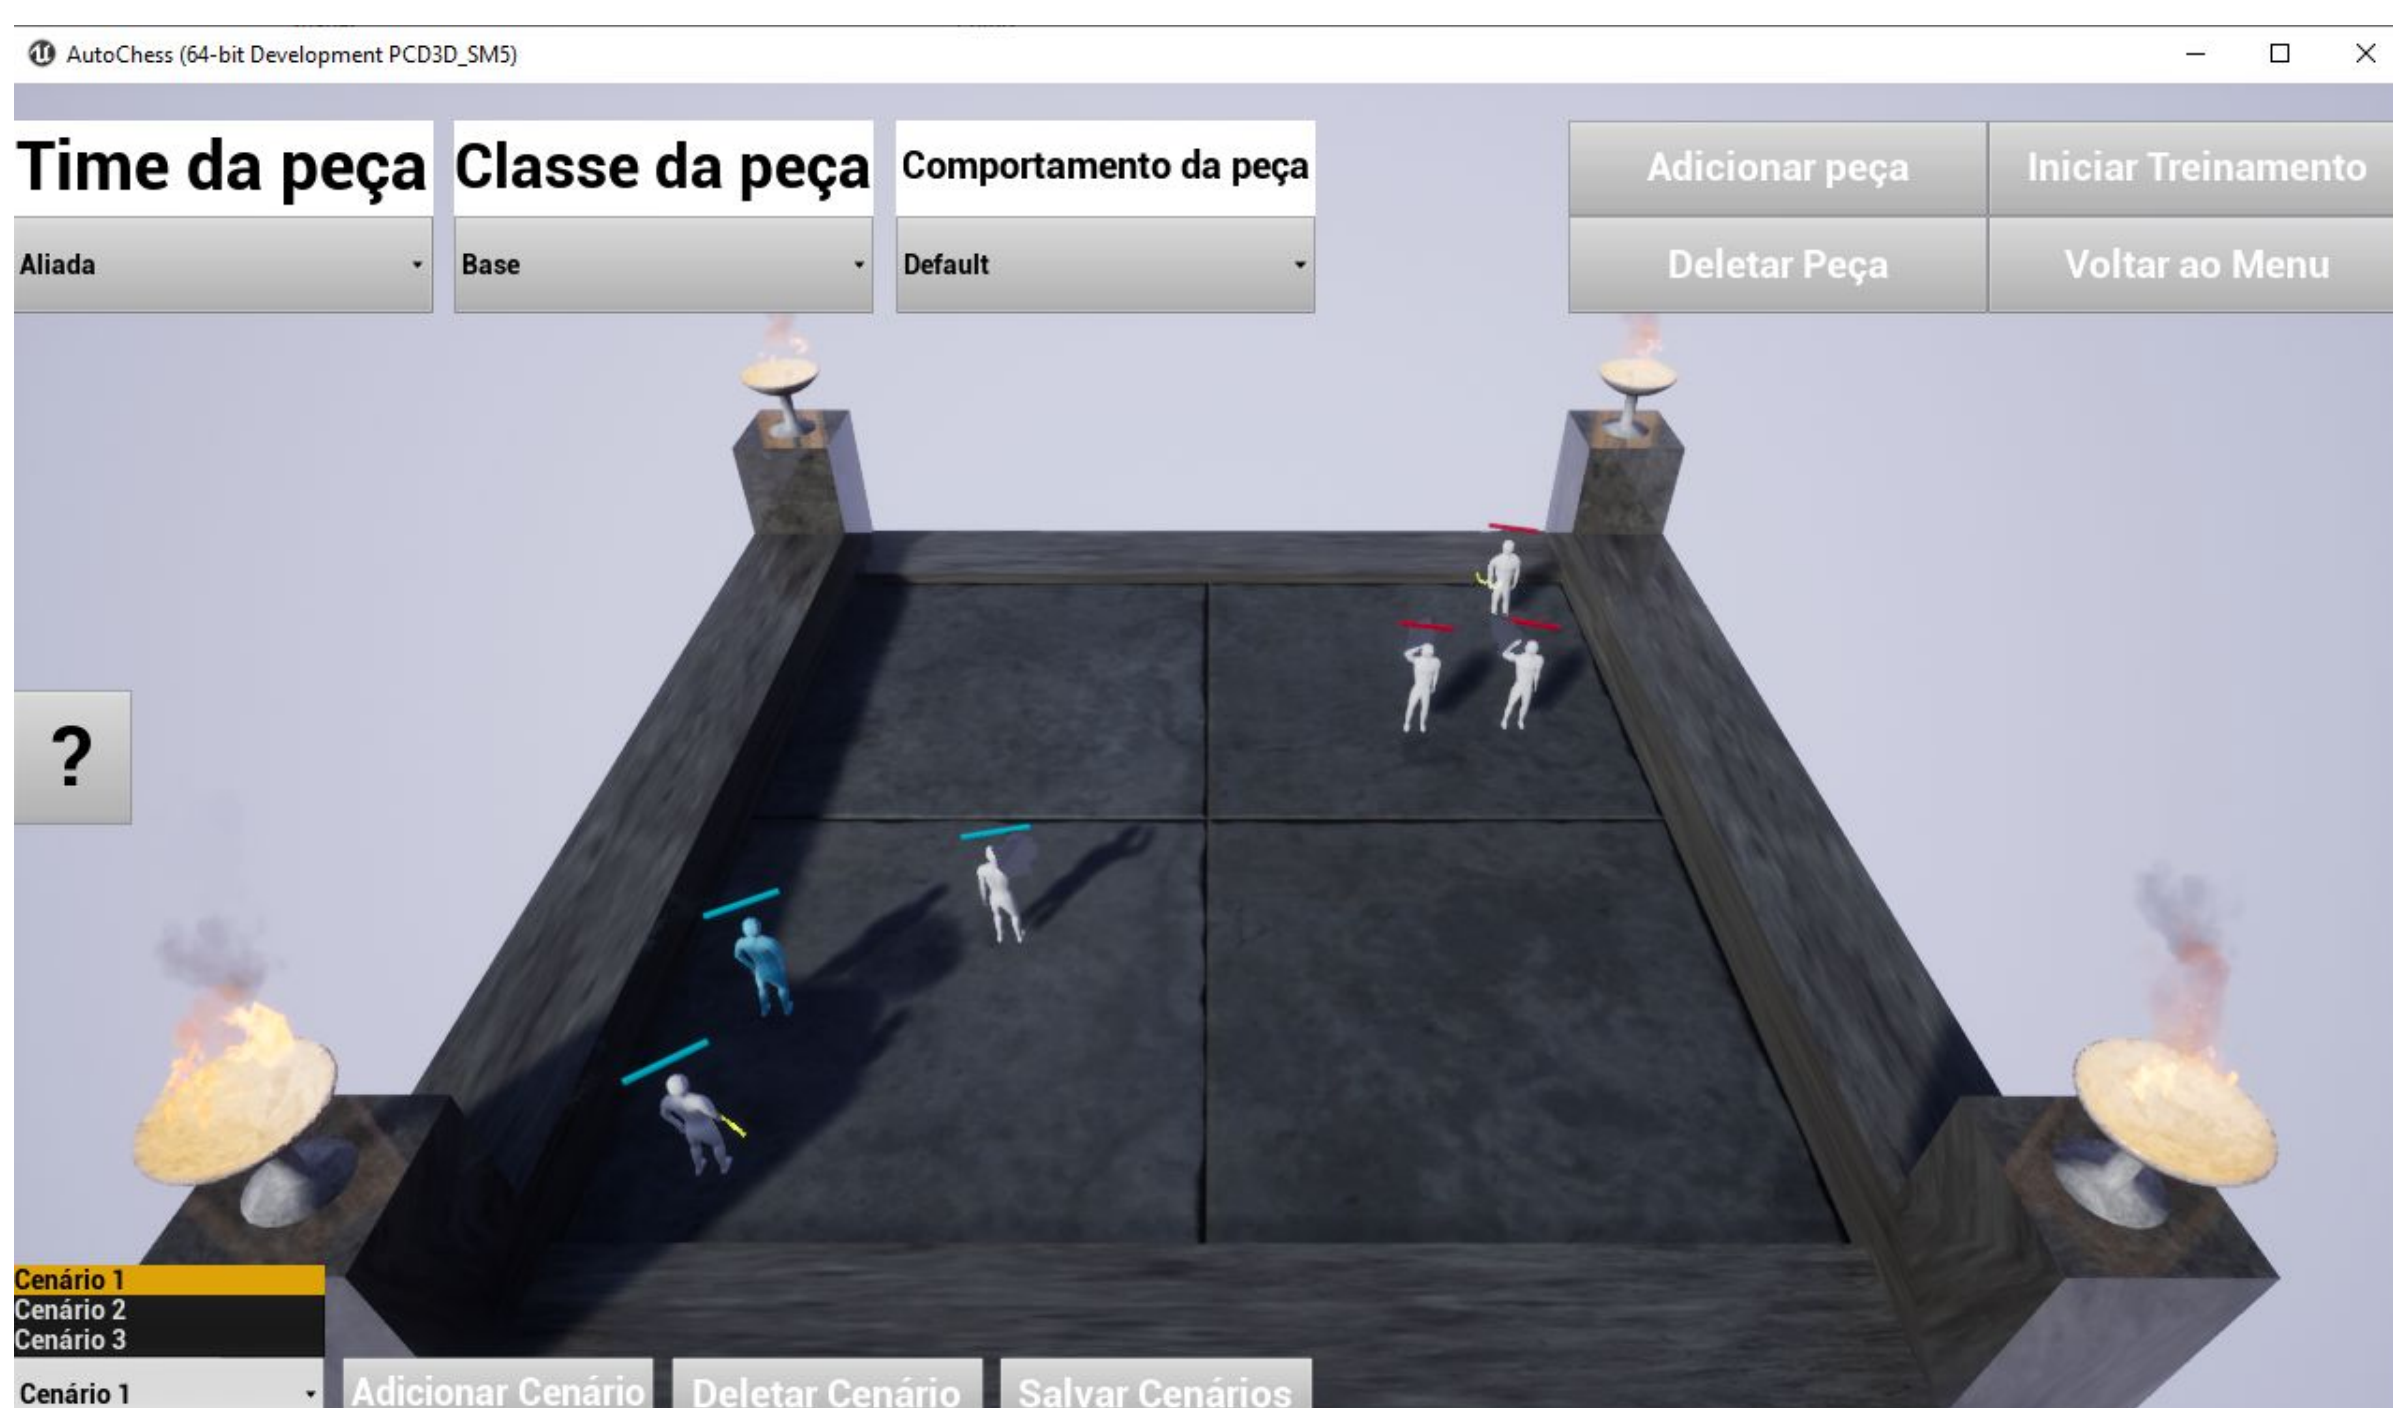 AutoChess (64-bit Development PCD3D_SM5)
Time da peça
Classe da peça
Comportamento da peça
Adicionar peça
Iniciar Treinamento
Aliada
Base
Default
Deletar Peça
Voltar ao Menu
?
Cenário 1
Cenário 2
Cenário 3
Cenário 1
Adicionar Cenário
Deletar Cenário
Salvar Cenários